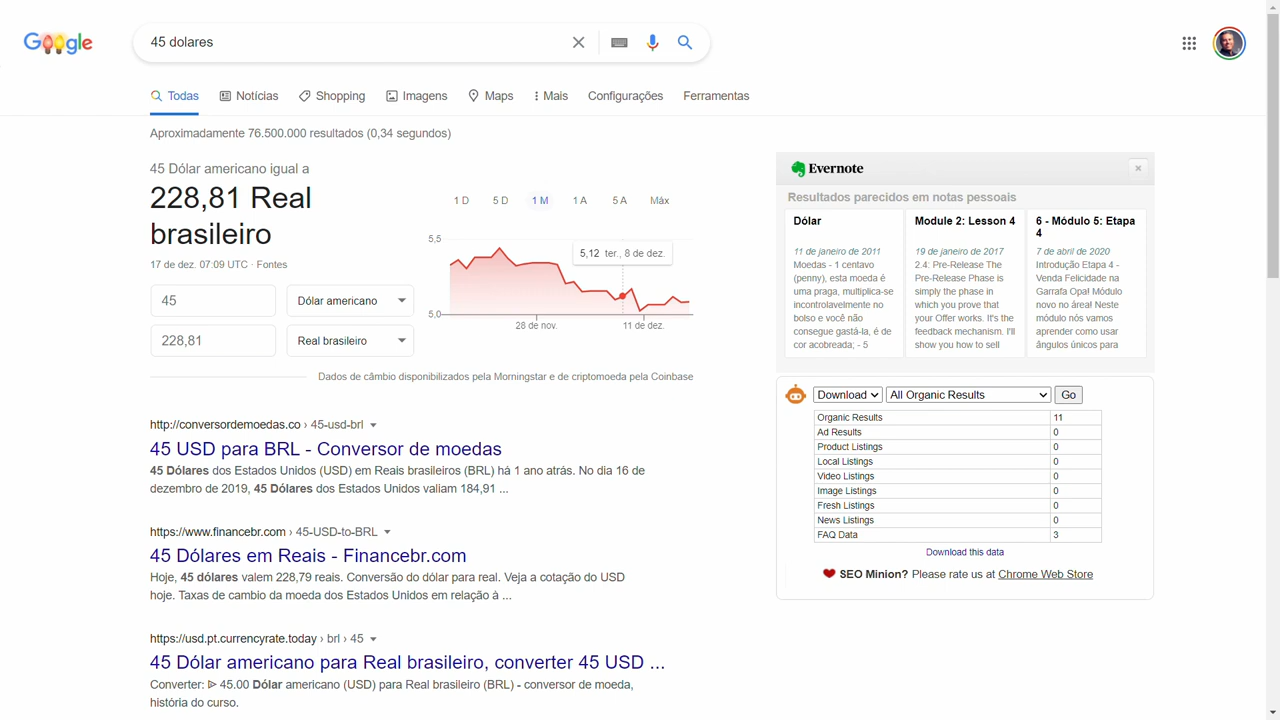 Google
45 dolares
Todas
Notícias
Shopping
Imagens
Maps
Mais
Configurações
Ferramentas
Aproximadamente 76.500.000 resultados (0,34 segundos)
45 Dólar americano igual a
228,81 Real
brasileiro
17 de dez. 07:09 UTC · Fontes
45
Dólar americano
228,81
Real brasileiro
1 D
5 D
1 M
1 A
5 A
Máx
5,5
5,12 ter., 8 de dez.
5,0
28 de nov.
11 de dez.
Dados de câmbio disponibilizados pela Morningstar e de criptomoeda pela Coinbase
http://conversordemoedas.co › 45-usd-brl
45 USD para BRL - Conversor de moedas
45 Dólares dos Estados Unidos (USD) em Reais brasileiros (BRL) há 1 ano atrás. No dia 16 de
dezembro de 2019, 45 Dólares dos Estados Unidos valiam 184,91 ...
https://www.financebr.com › 45-USD-to-BRL
45 Dólares em Reais - Financebr.com
Hoje, 45 dólares valem 228,79 reais. Conversão do dólar para real. Veja a cotação do USD
hoje. Taxas de cambio da moeda dos Estados Unidos em relação à ...
https://usd.pt.currencyrate.today › brl › 45
45 Dólar americano para Real brasileiro, converter 45 USD ...
Converter: ᐉ 45.00 Dólar americano (USD) para Real brasileiro (BRL) - conversor de moeda,
história do curso.
Evernote
×
Resultados parecidos em notas pessoais
Dólar
11 de janeiro de 2011
Moedas - 1 centavo
(penny), esta moeda é
uma praga, multiplica-se
incontrolavelmente no
bolso e você não
consegue gastá-la, é de
cor acobreada; - 5
Module 2: Lesson 4
19 de janeiro de 2017
2.4: Pre-Release The
Pre-Release Phase is
simply the phase in
which you prove that
your Offer works. It's the
feedback mechanism. I'll
show you how to sell
6 - Módulo 5: Etapa
4
7 de abril de 2020
Introdução Etapa 4 -
Venda Felicidade na
Garrafa Opa! Módulo
novo no área! Neste
módulo nós vamos
aprender como usar
ângulos únicos para
Download
All Organic Results
Go
Organic Results 11
Ad Results 0
Product Listings 0
Local Listings 0
Video Listings 0
Image Listings 0
Fresh Listings 0
News Listings 0
FAQ Data 3
Download this data
SEO Minion? Please rate us at Chrome Web Store